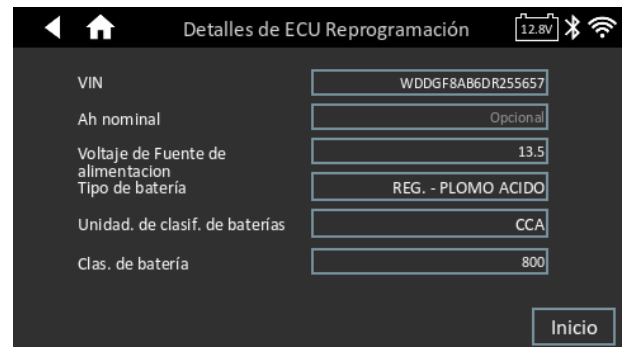 Detalles de ECU Reprogramación 12.8V
VIN WDDGF8AB6DR255657
Ah nominal Opcional
Voltaje de Fuente de alimentacion 13.5
Tipo de batería REG. - PLOMO ACIDO
Unidad. de clasif. de baterías CCA
Clas. de batería 800
Inicio